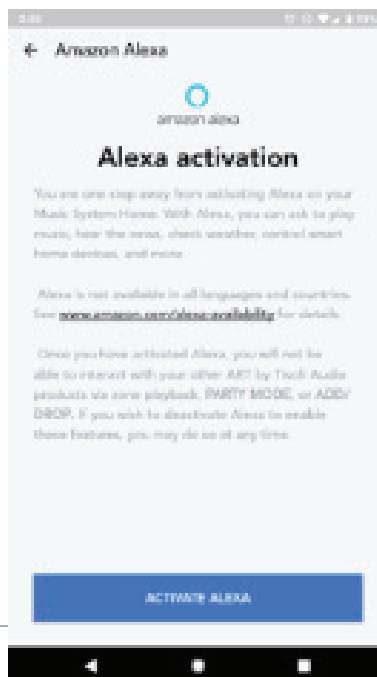 Amazon Alexa
amazon alexa
Alexa activation
You are one step away from activating Alexa on your
Music System Home. With Alexa, you can ask to play
music, hear the news, check weather, control smart
home devices, and more.
Alexa is not available in all languages and countries.
See www.amazon.com/alexa-availability for details.
Once you have activated Alexa, you will not be
able to interact with your other ART by Tivoli Audio
products via zone playback, PARTY MODE, or ADD/
DROP. If you wish to deactivate Alexa to enable
these features, you may do so at any time.
ACTIVATE ALEXA